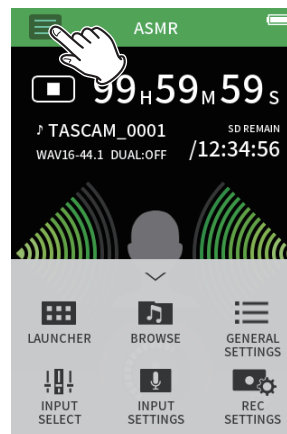 ASMR
99H59M59s
♪ TASCAM_0001
SD REMAIN
WAV16-44.1 DUAL:OFF
/12:34:56
LAUNCHER
BROWSE
GENERAL
SETTINGS
INPUT
SELECT
INPUT
SETTINGS
REC
SETTINGS